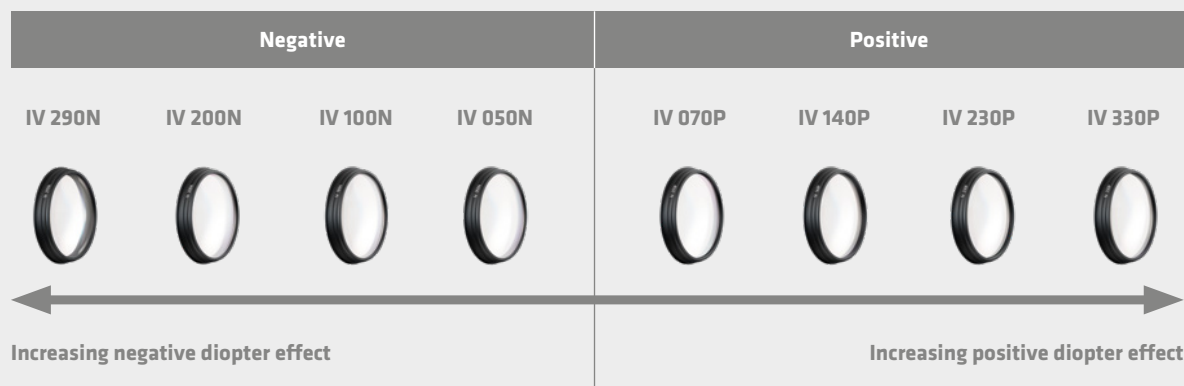 Negative
Positive
IV 290N
IV 200N
IV 100N
IV 050N
IV 070P
IV 140P
IV 230P
IV 330P
Increasing negative diopter effect
Increasing positive diopter effect